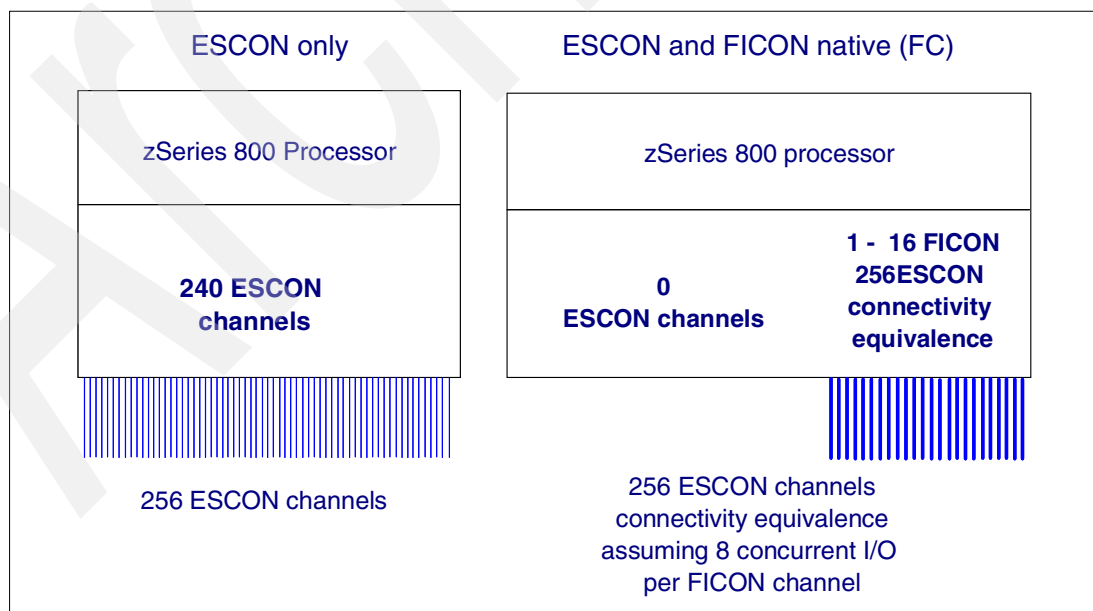 ESCON only
zSeries 800 Processor
240 ESCON
channels
256 ESCON channels
ESCON and FICON native (FC)
zSeries 800 processor
0
ESCON channels
1 - 16 FICON
256ESCON
connectivity
equivalence
256 ESCON channels
connectivity equivalence
assuming 8 concurrent I/O
per FICON channel